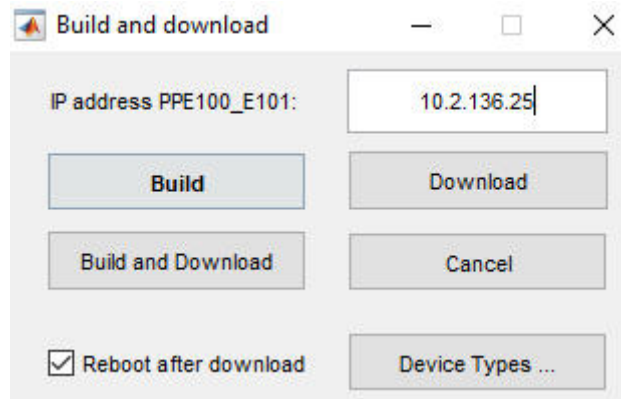 Build and download
IP address PPE100_E101: 10.2.136.25
Build Download
Build and Download Cancel
Reboot after download Device Types ...